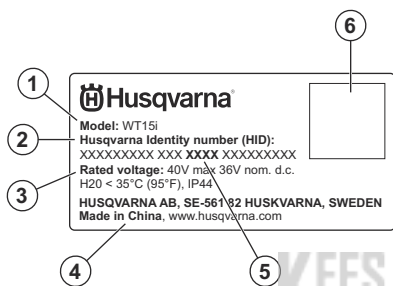 6
1
2
3
Husqvarna®
Model: WT15i
Husqvarna Identity number (HID):
XXXXXXXXX XXX XXXX XXXXXXXXX
Rated voltage: 40V max 36V nom. d.c.
H20 < 35°C (95°F), IP44
HUSQVARNA AB, SE-561 82 HUSKVARNA, SWEDEN
Made in China, www.husqvarna.com
4
5
KEES